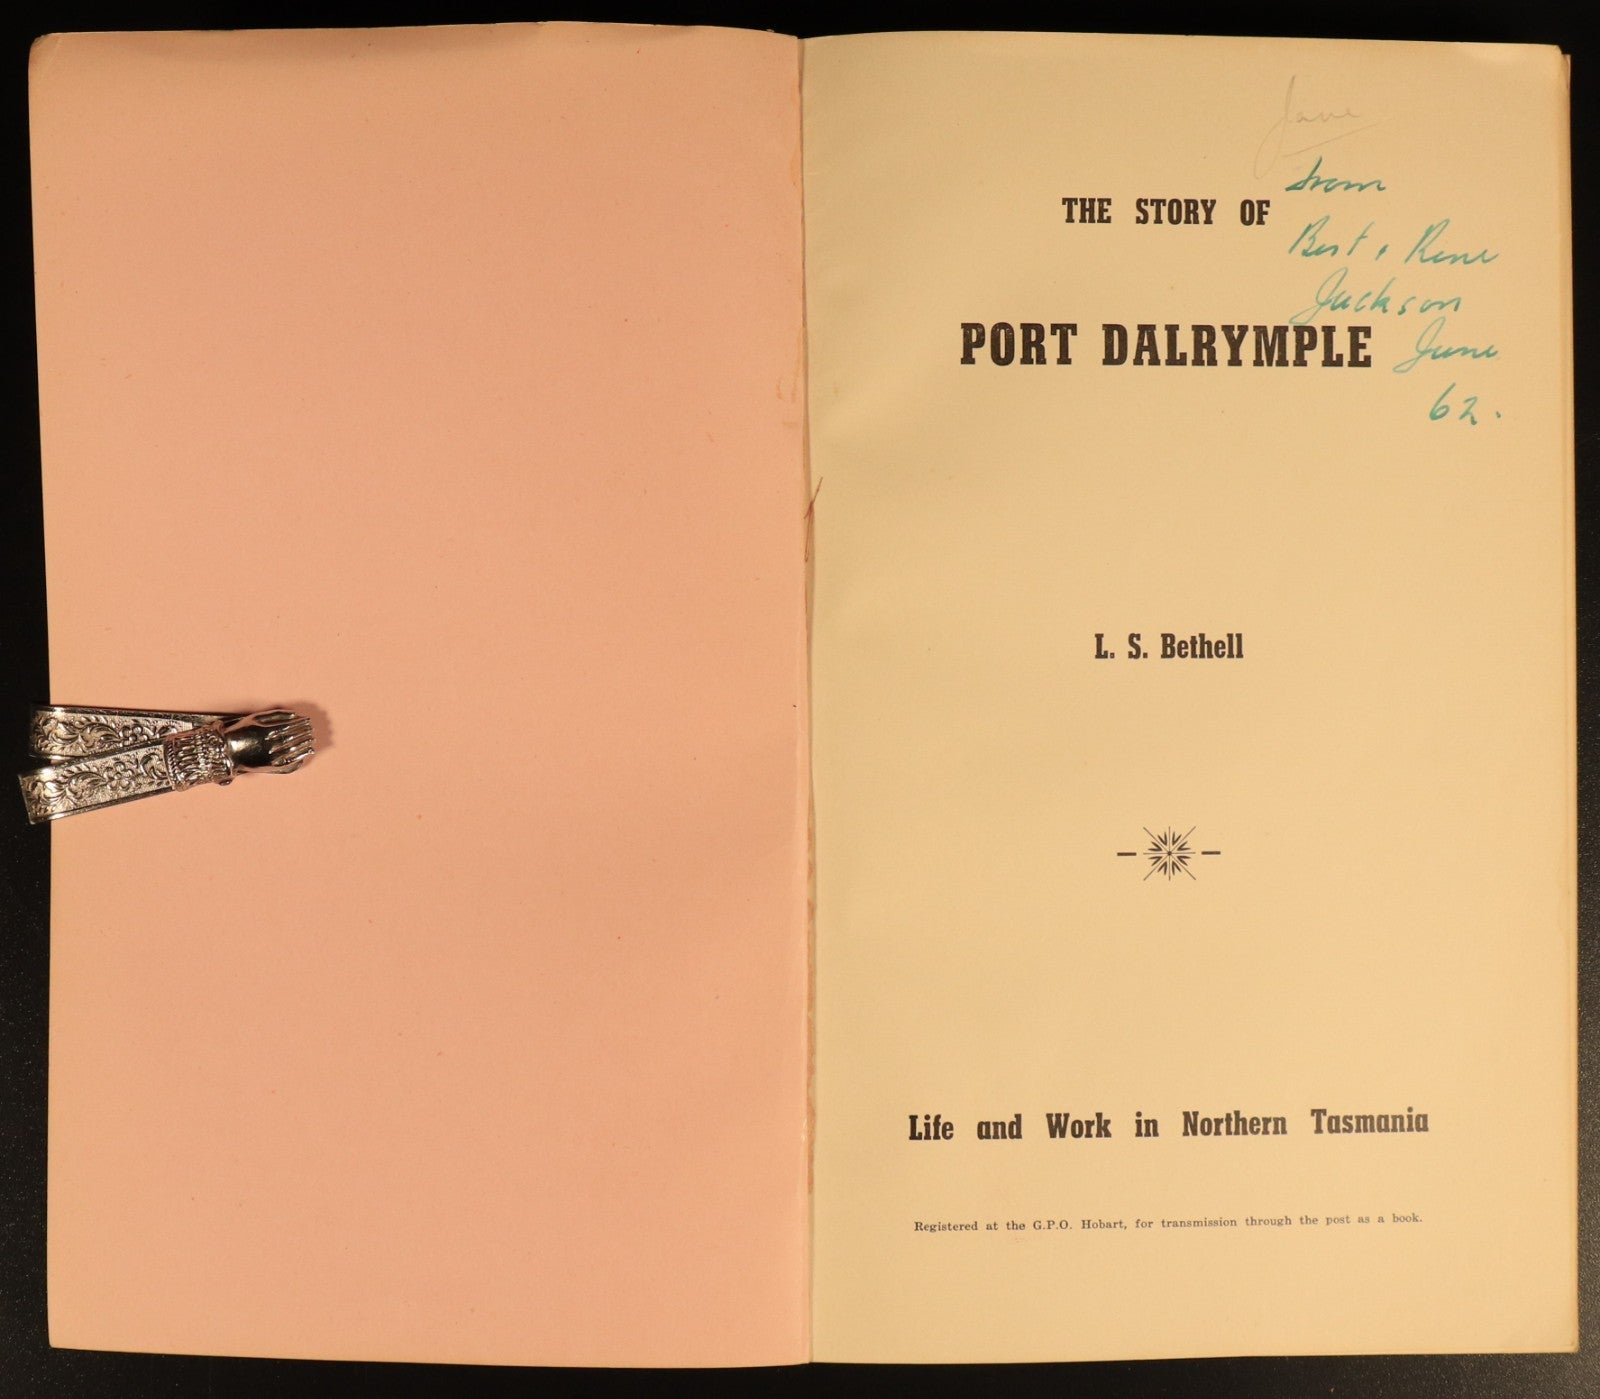 Jane
from
THE STORY OF
Bert & Rene
Jackson
PORT DALRYMPLE
June
62.
L. S. Bethell
Life and Work in Northern Tasmania
Registered at the G.P.O. Hobart, for transmission through the post as a book.